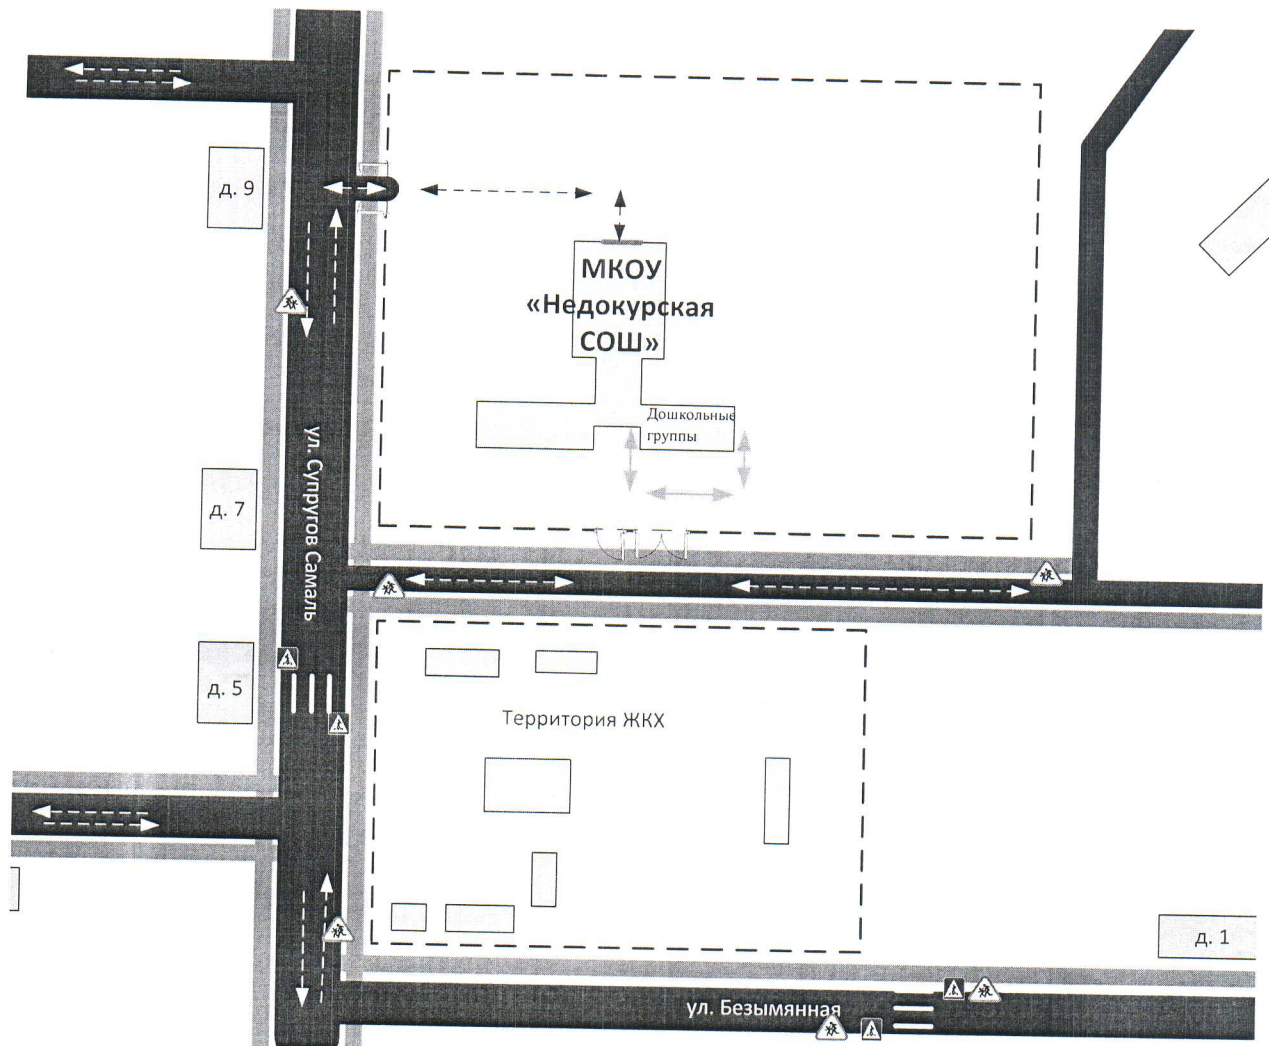 д. 9
МКОУ
«Недокурская
СОШ»
Дошкольные
группы
ул. Супругов Самаль
д. 7
д. 5
Территория ЖКХ
д. 1
ул. Безымянная